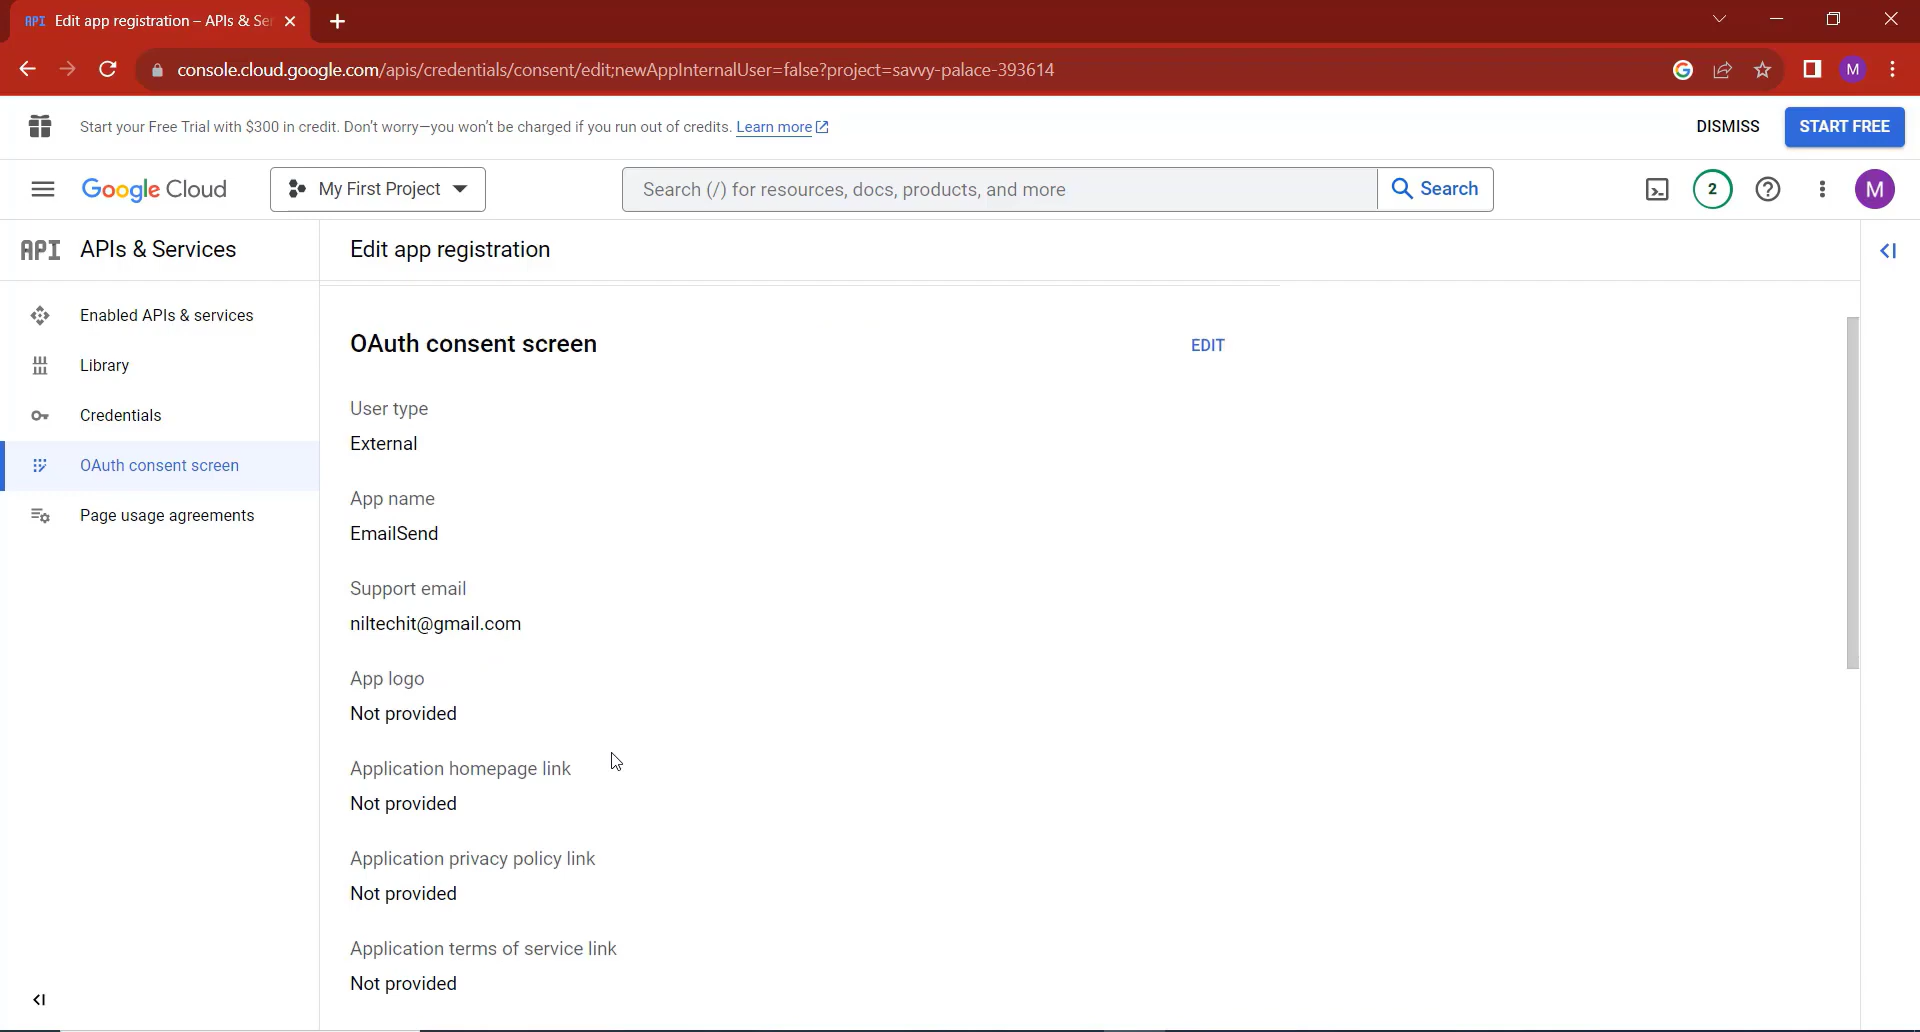 API Edit app registration – APIs & Ser
console.cloud.google.com/apis/credentials/consent/edit;newAppInternalUser=false?project=savvy-palace-393614
M
Start your Free Trial with $300 in credit. Don't worry—you won't be charged if you run out of credits. Learn more
DISMISS
START FREE
Google Cloud
My First Project
Search (/) for resources, docs, products, and more
Search
2
M
API APIs & Services
Edit app registration
Enabled APIs & services
Library
Credentials
OAuth consent screen
Page usage agreements
OAuth consent screen
EDIT
User type
External
App name
EmailSend
Support email
niltechit@gmail.com
App logo
Not provided
Application homepage link
Not provided
Application privacy policy link
Not provided
Application terms of service link
Not provided